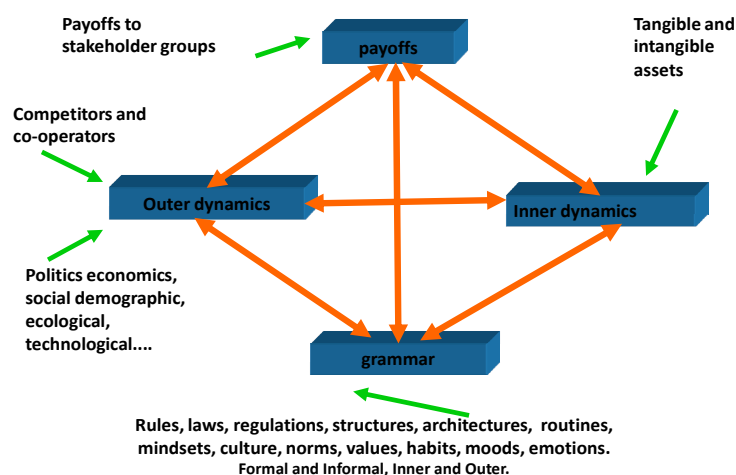 Payoffs to
stakeholder groups
payoffs
Tangible and
intangible
assets
Competitors and
co-operators
Outer dynamics
Inner dynamics
Politics economics,
social demographic,
ecological,
technological....
grammar
Rules, laws, regulations, structures, architectures, routines,
mindsets, culture, norms, values, habits, moods, emotions.
Formal and Informal, Inner and Outer.